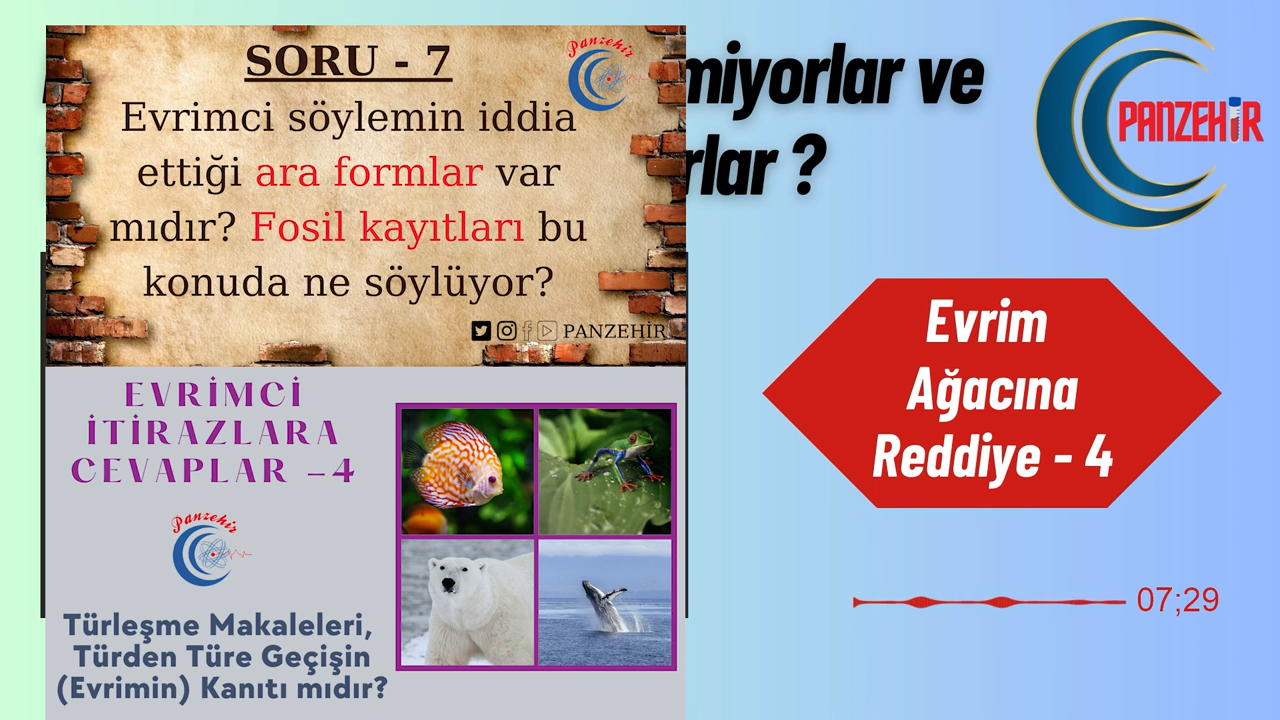 SORU - 7
Panzehir
Evrimci söylemin iddia
ettiği ara formlar var
mıdır? Fosil kayıtları bu
konuda ne söylüyor?
PANZEHİR
EVRİMCİ
İTİRAZLARA
CEVAPLAR -4
Panzehir
Türleşme Makaleleri,
Türden Türe Geçişin
(Evrimin) Kanıtı mıdır?
ve
?
PANZEHİR
Evrim
Ağacına
Reddiye - 4
07;29